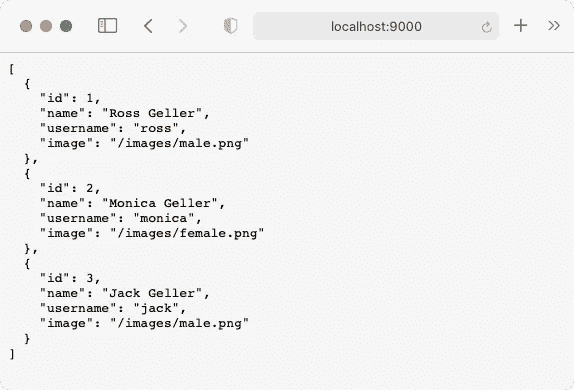 localhost:9000
[
  {
    "id": 1,
    "name": "Ross Geller",
    "username": "ross",
    "image": "/images/male.png"
  },
  {
    "id": 2,
    "name": "Monica Geller",
    "username": "monica",
    "image": "/images/female.png"
  },
  {
    "id": 3,
    "name": "Jack Geller",
    "username": "jack",
    "image": "/images/male.png"
  }
]